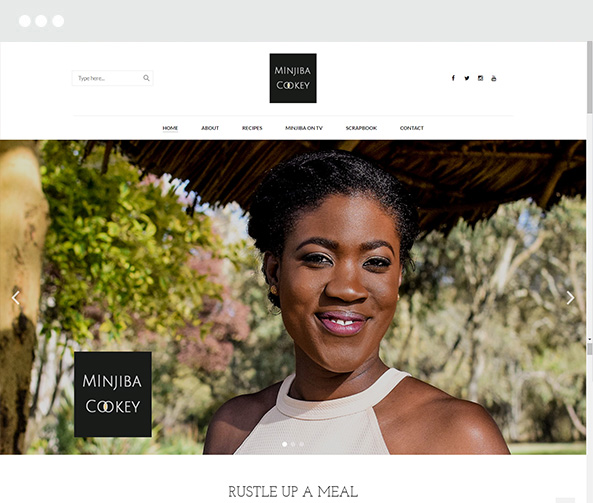 Type here...
MINJIBA
COOKEY
HOME ABOUT RECIPES MINJIBA ON TV SCRAPBOOK CONTACT
MINJIBA
COOKEY
RUSTLE UP A MEAL